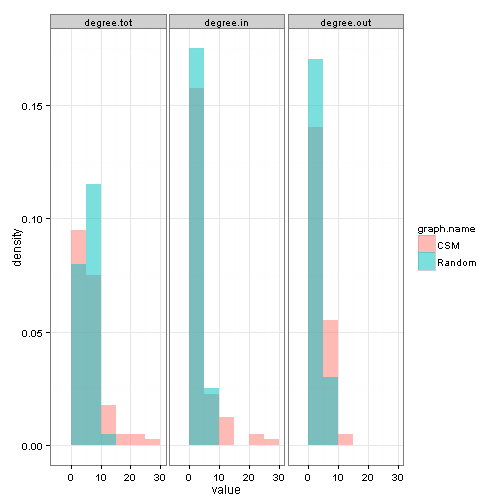 degree.tot
degree.in
degree.out
0.15
0.10
0.05
0.00
density
0 10 20 30
0 10 20 30
0 10 20 30
value
graph.name
CSM
Random